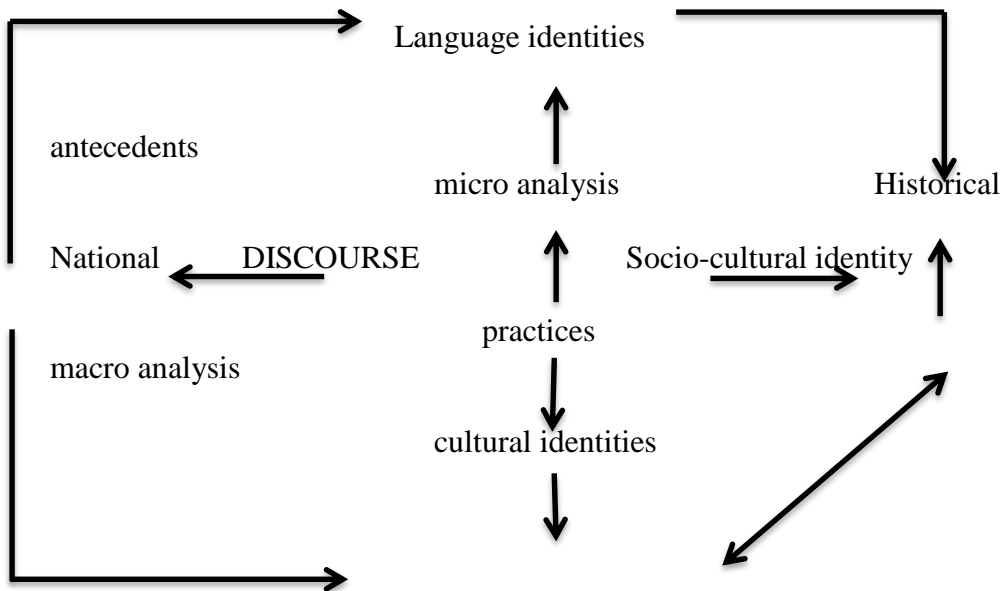 Language identities
antecedents
micro analysis Historical
National DISCOURSE Socio-cultural identity
practices
macro analysis
cultural identities